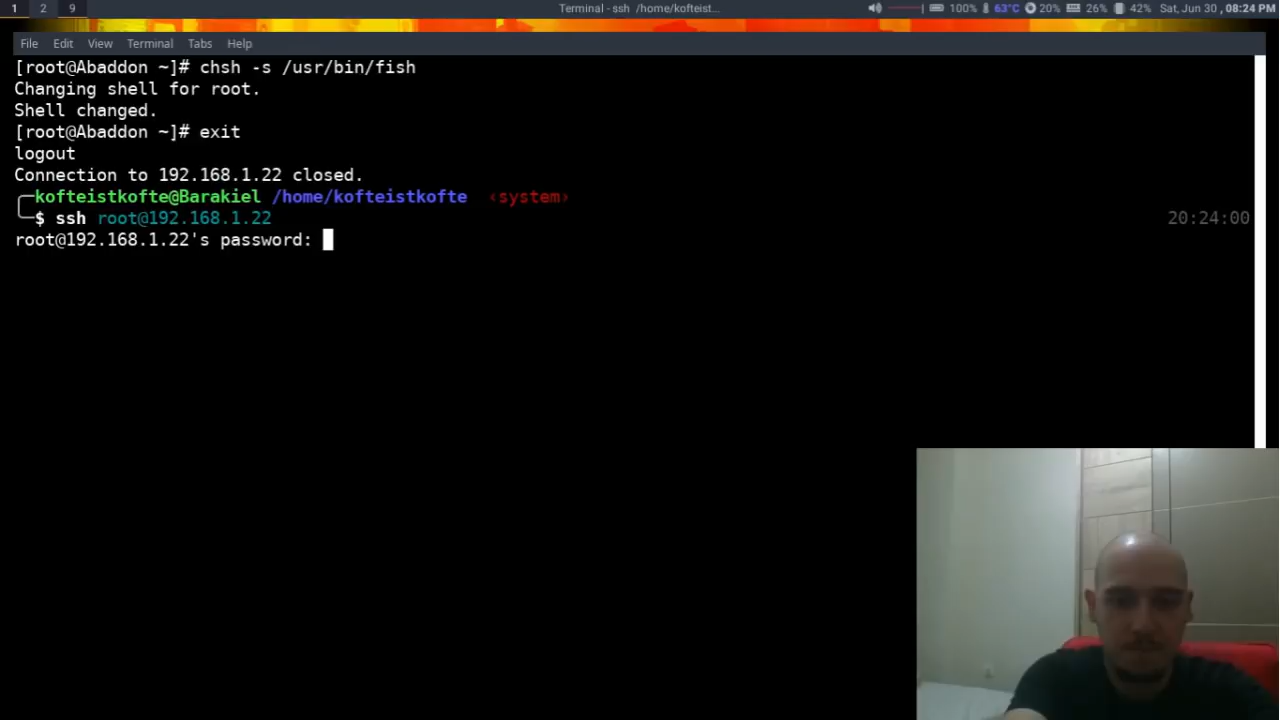 1 2 9 Terminal - ssh /home/kofteist... 100% 63°C 20% 26% 42% Sat, Jun 30 , 08:24 PM
File Edit View Terminal Tabs Help
[root@Abaddon ~]# chsh -s /usr/bin/fish
Changing shell for root.
Shell changed.
[root@Abaddon ~]# exit
logout
Connection to 192.168.1.22 closed.
kofteistkofte@Barakiel /home/kofteistkofte ‹system›
$ ssh root@192.168.1.22 20:24:00
root@192.168.1.22's password: